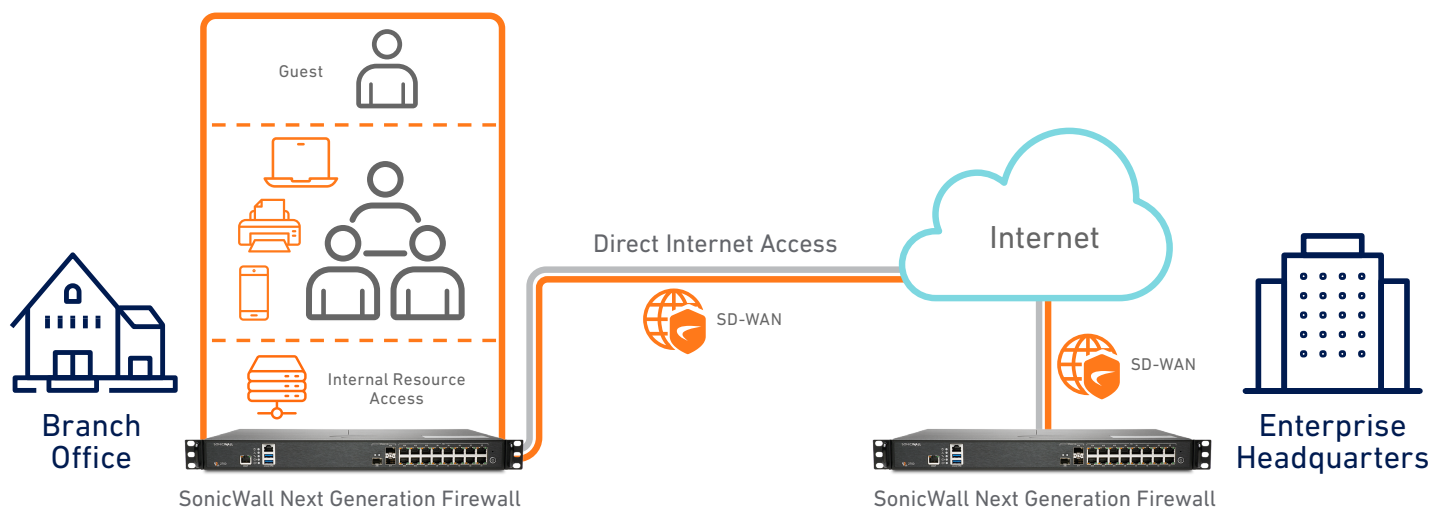 Guest
Internal Resource
Access
Branch
Office
SonicWall Next Generation Firewall
Direct Internet Access
SD-WAN
Internet
SD-WAN
SonicWall Next Generation Firewall
Enterprise
Headquarters